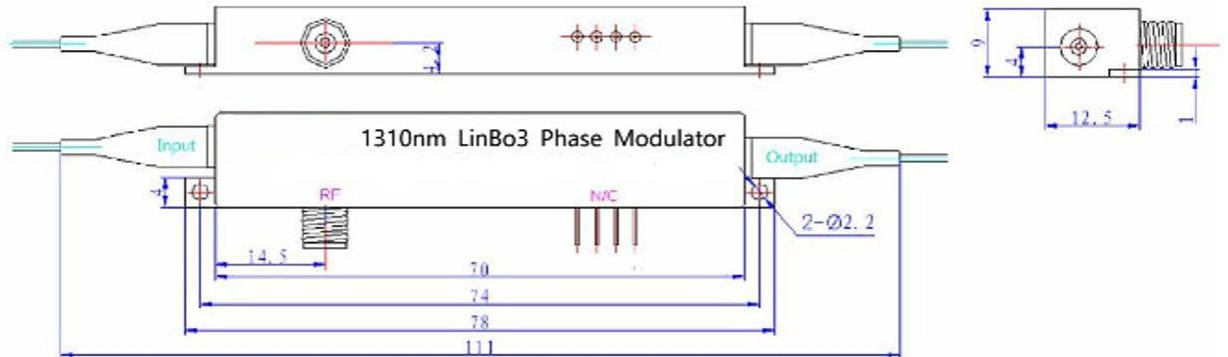 4.2
9
4
12.5
1
1310nm LinBo3 Phase Modulator
Input
Output
4
RF
N/C
2-Ø2.2
14.5
70
74
78
111